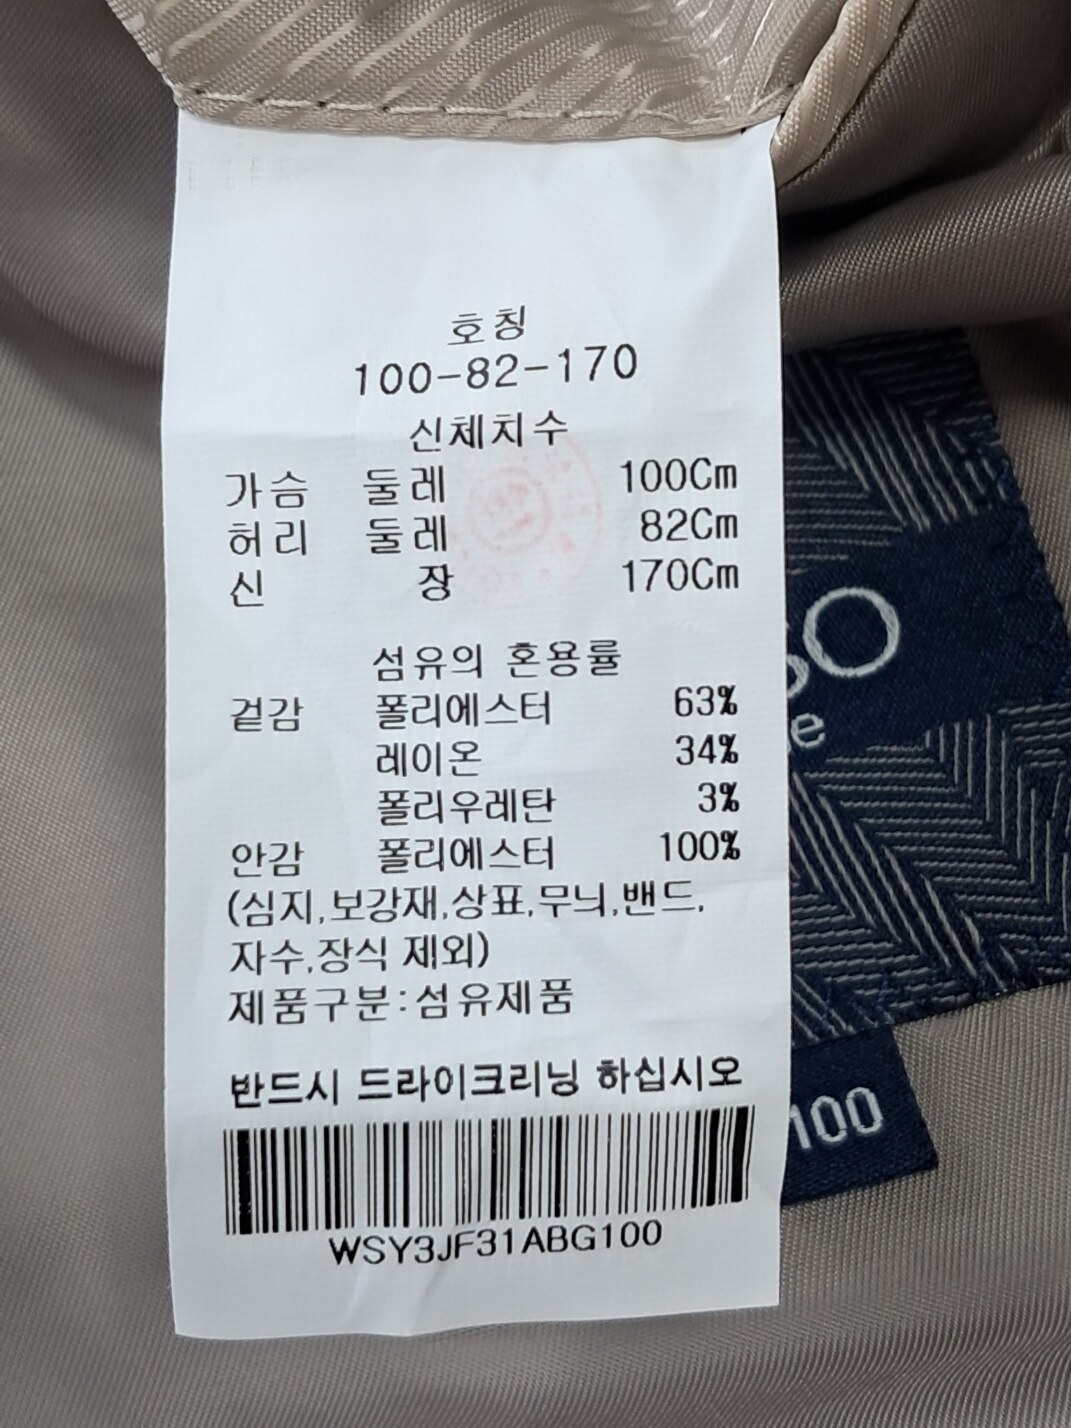 호칭
100-82-170
신체치수
가슴 둘레 100Cm
허리 둘레 82Cm
신 장 170Cm
섬유의 혼용률
겉감 폴리에스터 63%
레이온 34%
폴리우레탄 3%
안감 폴리에스터 100%
(심지,보강재,상표,무늬,밴드,
자수,장식 제외)
제품구분:섬유제품
반드시 드라이크리닝 하십시오
WSY3JF31ABG100
GO
e
100